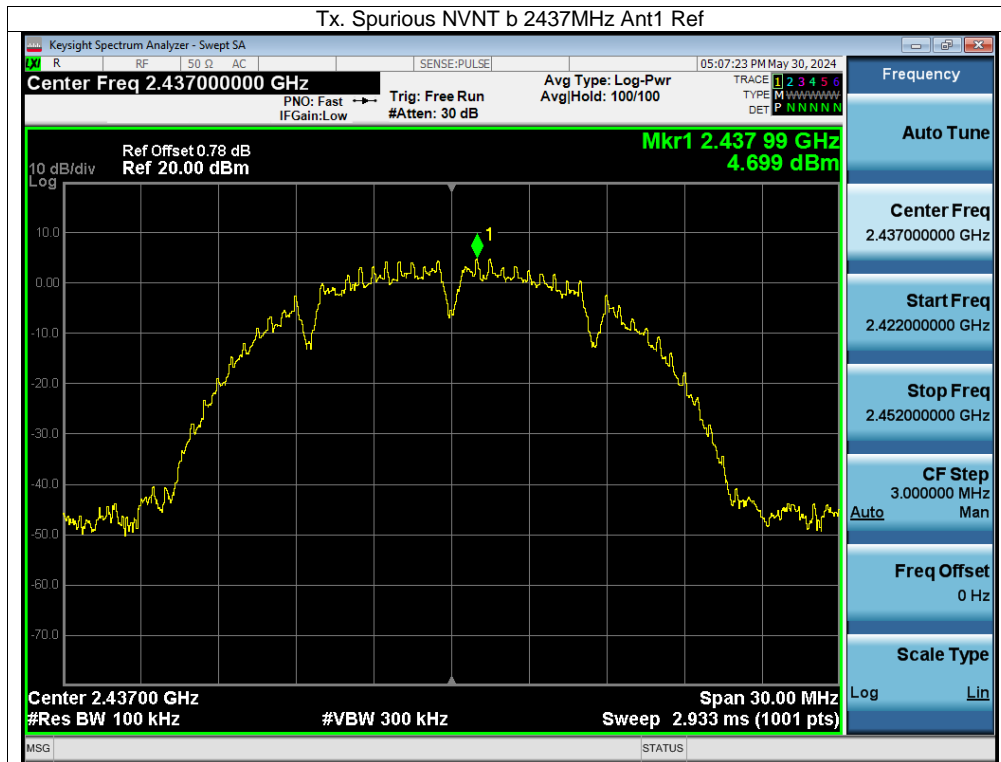 Tx. Spurious NVNT b 2437MHz Ant1 Ref
Keysight Spectrum Analyzer - Swept SA
LXI R RF 50 Ω AC SENSE:PULSE 05:07:23 PM May 30, 2024
Center Freq 2.437000000 GHz
PNO: Fast
IFGain:Low
Trig: Free Run
#Atten: 30 dB
Avg Type: Log-Pwr
Avg|Hold: 100/100
TRACE 1 2 3 4 5 6
TYPE M WWWWW
DET P N N N N N
Mkr1 2.437 99 GHz
4.699 dBm
Ref Offset 0.78 dB
10 dB/div Ref 20.00 dBm
Log
1
10.0
0.00
-10.0
-20.0
-30.0
-40.0
-50.0
-60.0
-70.0
Center 2.43700 GHz Span 30.00 MHz
#Res BW 100 kHz #VBW 300 kHz Sweep 2.933 ms (1001 pts)
MSG STATUS
Frequency
Auto Tune
Center Freq
2.437000000 GHz
Start Freq
2.422000000 GHz
Stop Freq
2.452000000 GHz
CF Step
3.000000 MHz
Auto Man
Freq Offset
0 Hz
Scale Type
Log Lin